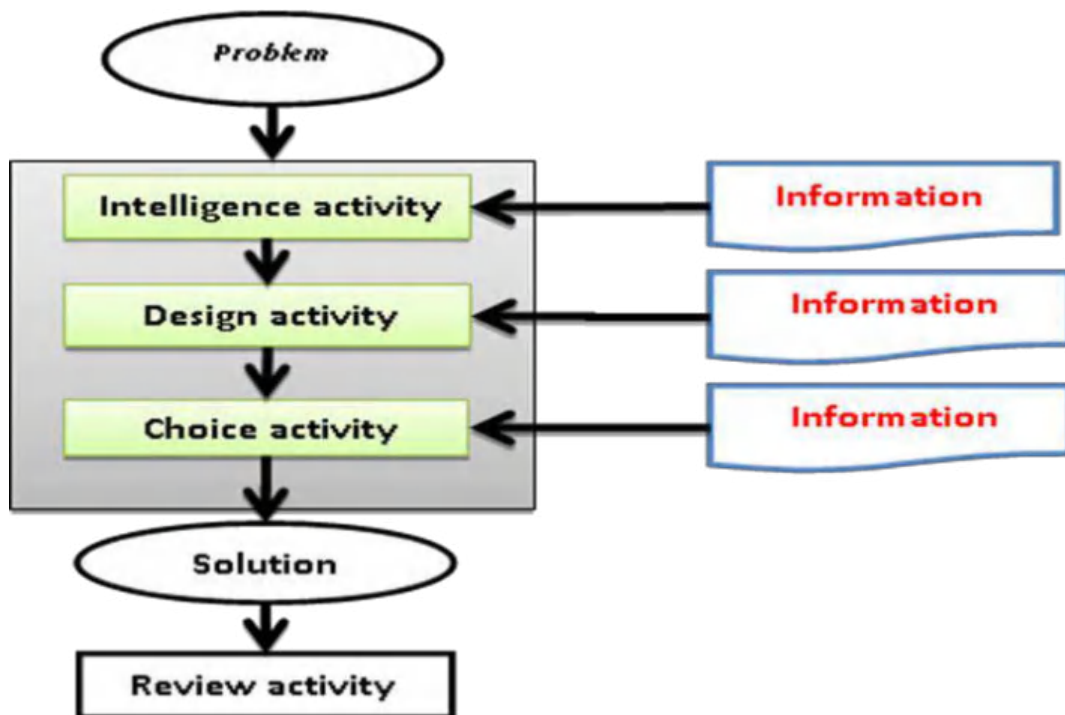 Problem
Intelligence activity
Information
Design activity
Information
Choice activity
Information
Solution
Review activity